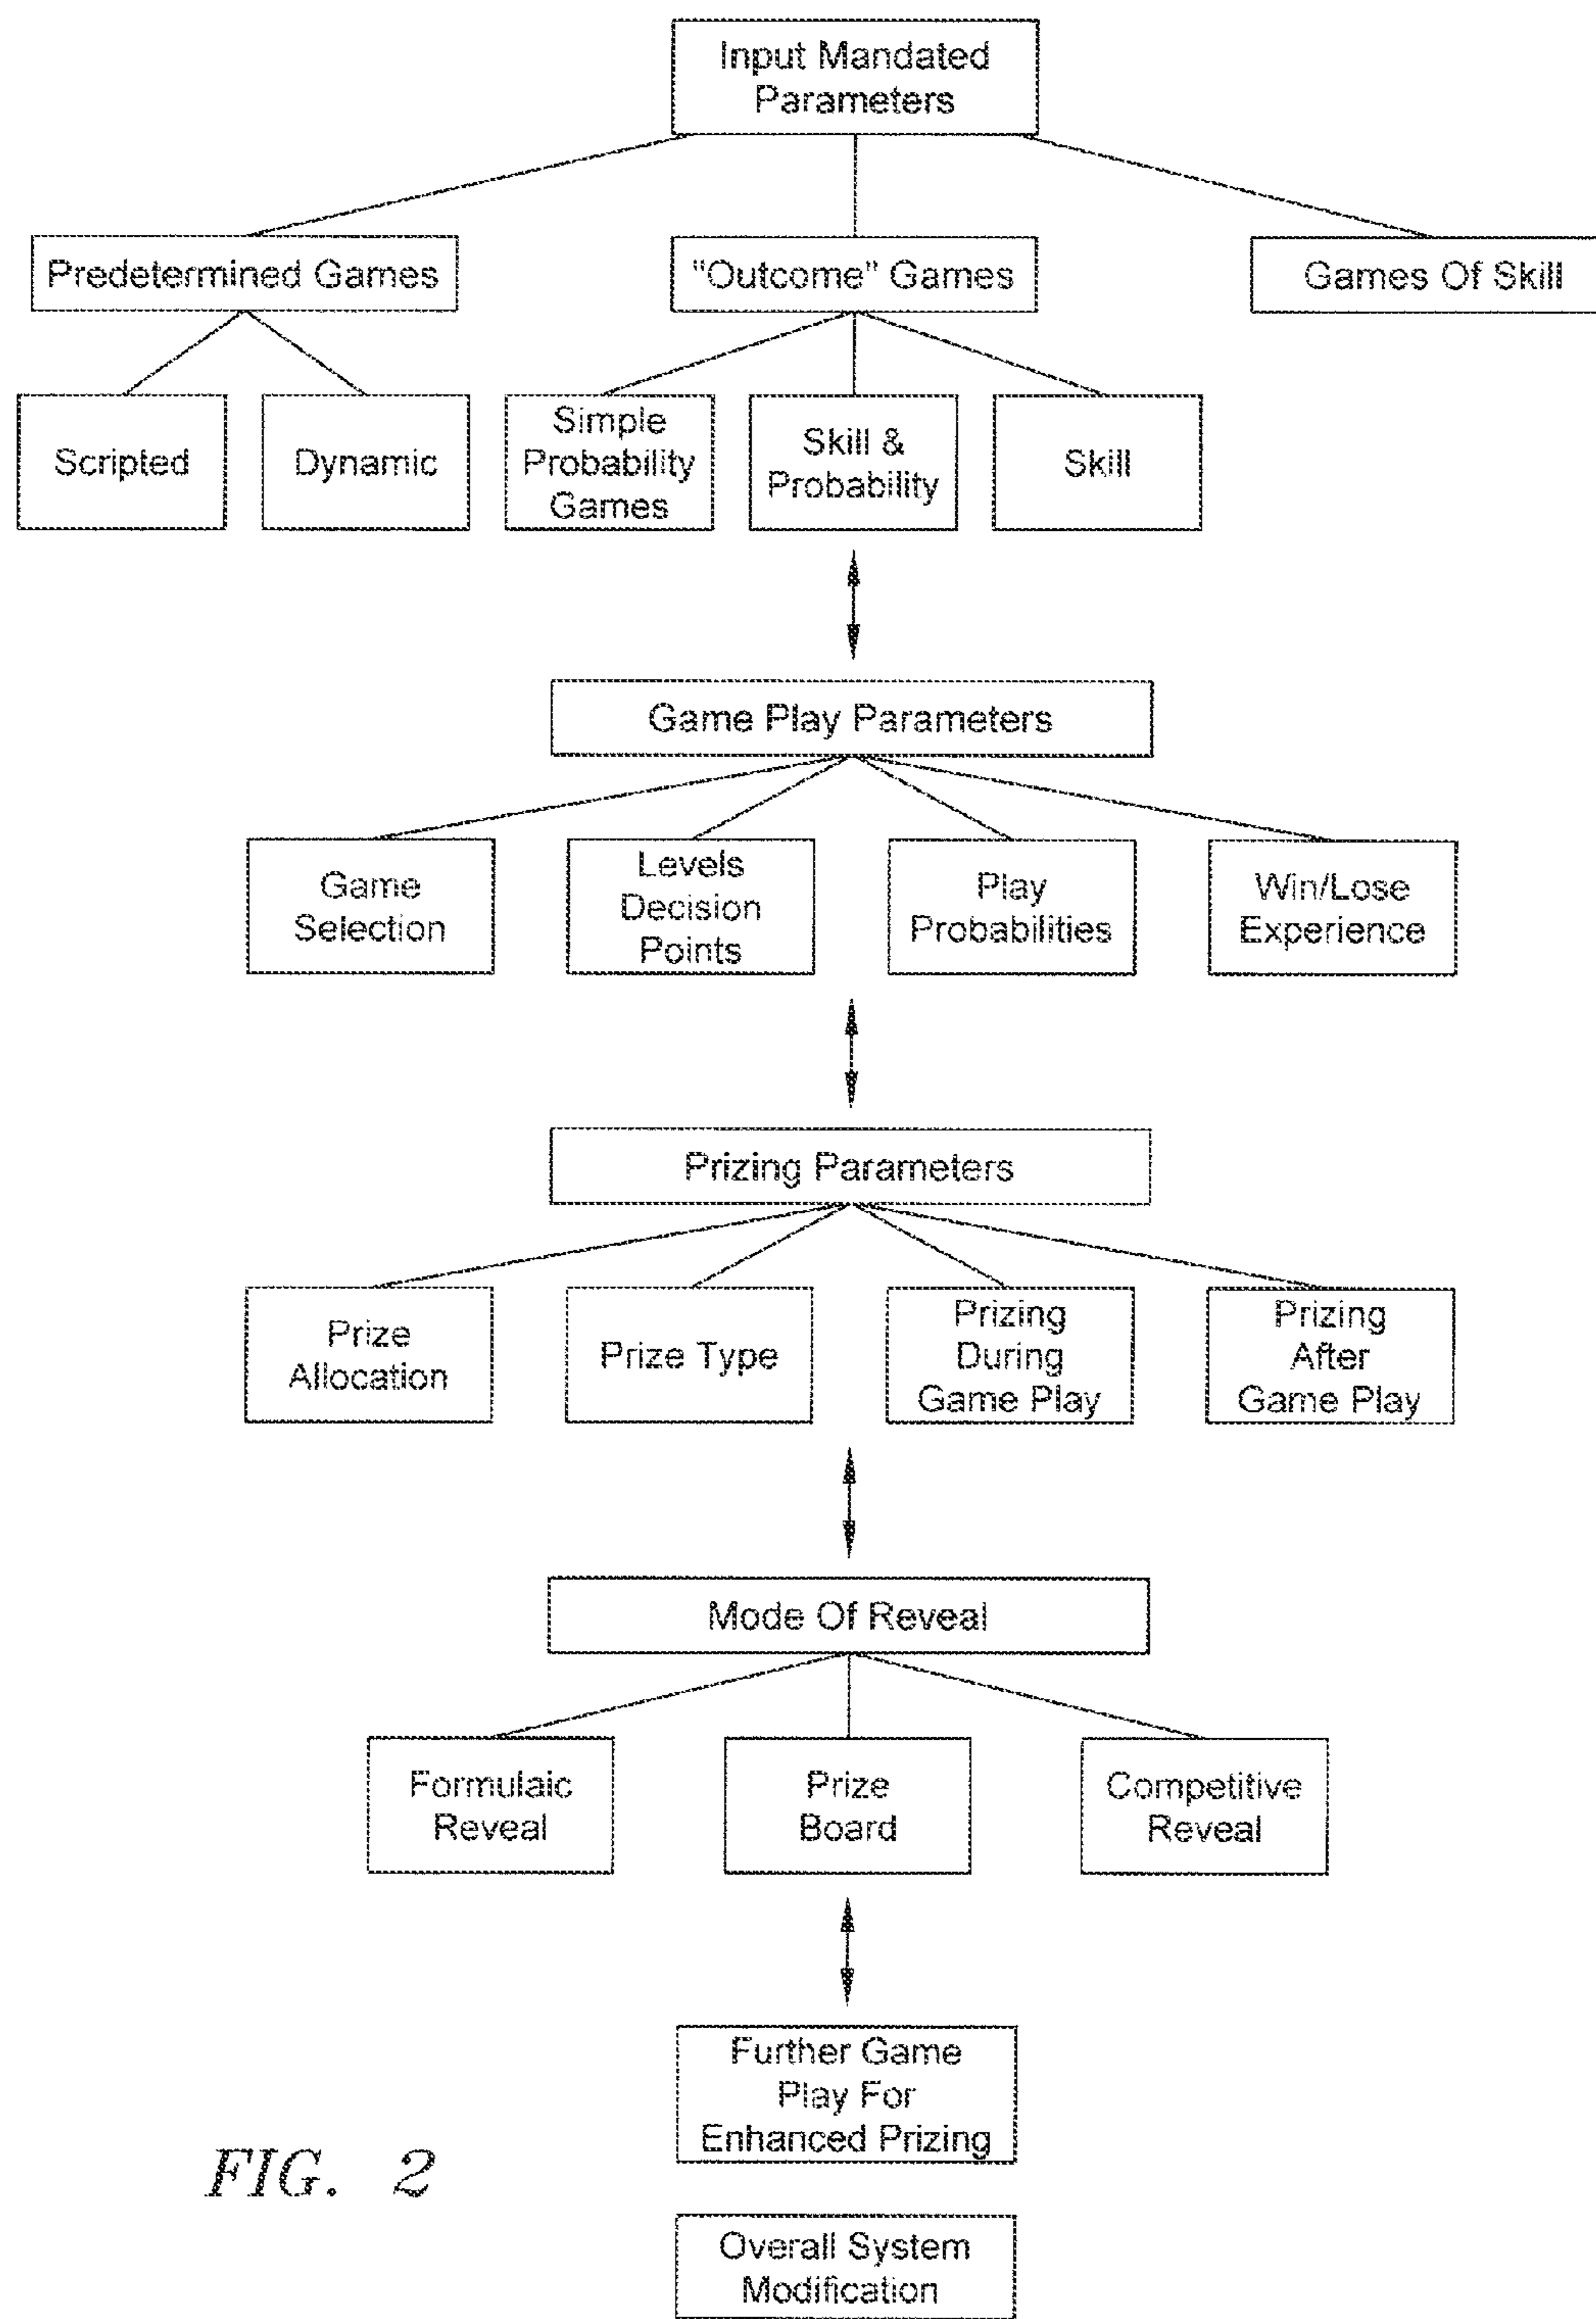 Input Mandated
Parameters
Predetermined Games
"Outcome" Games
Games Of Skill
Scripted
Dynamic
Simple
Probability
Games
Skill &
Probability
Skill
Game Play Parameters
Game
Selection
Levels
Decision
Points
Play
Probabilities
Win/Lose
Experience
Prizing Parameters
Prize
Allocation
Prize Type
Prizing
During
Game Play
Prizing
After
Game Play
Mode Of Reveal
Formulaic
Reveal
Prize
Board
Competitive
Reveal
Further Game
Play For
Enhanced Prizing
FIG. 2
Overall System
Modification